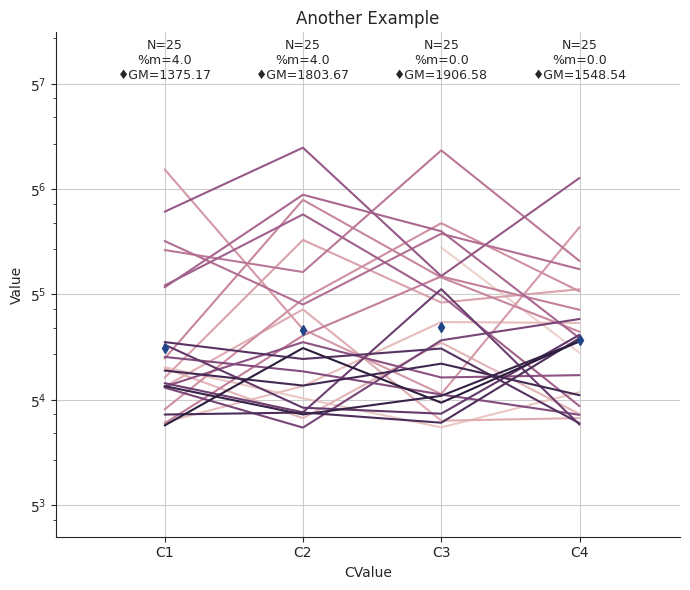 Another Example
N=25 N=25 N=25 N=25
%m=4.0 %m=4.0 %m=0.0 %m=0.0
♦GM=1375.17 ♦GM=1803.67 ♦GM=1906.58 ♦GM=1548.54
5⁷
5⁶
5⁵
5⁴
5³
Value
C1 C2 C3 C4
CValue